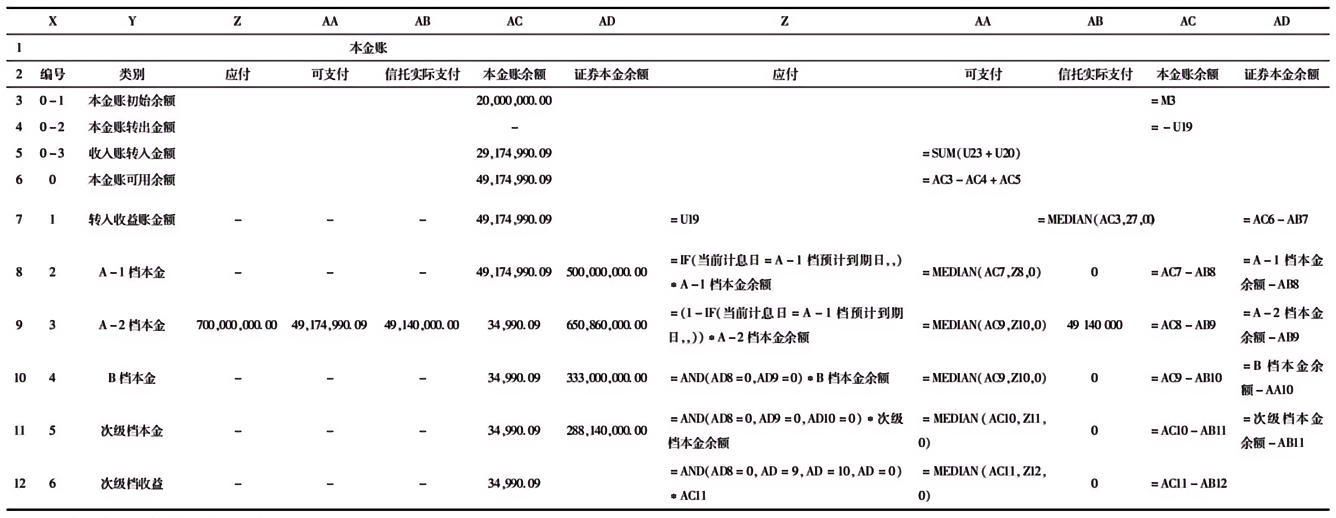 X Y Z AA AB AC AD Z AA AB AC AD
1 本金账
2 编号 类别 应付 可支付 信托实际支付 本金账余额 证券本金余额 应付 可支付 信托实际支付 本金账余额 证券本金余额
3 0-1 本金账初始余额 20,000,000.00 =M3
4 0-2 本金账转出金额 - =-U19
5 0-3 收入账转入金额 29,174,990.09 =SUM(U23+U20)
6 0 本金账可用余额 49,174,990.09 =AC3-AC4+AC5
7 1 转入收益账金额 - - - 49,174,990.09 =U19 =MEDIAN(AC3,27,00) =AC6-AB7
8 2 A-1 档本金 - - - 49,174,990.09 500,000,000.00 =IF(当前计息日=A-1 档预计到期日,,) =MEDIAN(AC7,Z8,0) 0 =AC7-AB8 =A-1 档本金
*A-1 档本金余额 余额-AB8
9 3 A-2 档本金 700,000,000.00 49,174,990.09 49,140,000.00 34,990.09 650,860,000.00 =(1-IF(当前计息日=A-1 档预计到期 =MEDIAN(AC9,Z10,0) 49 140 000 =AC8-AB9 =A-2 档本金
日,,))*A-2 档本金余额 余额-AB9
10 4 B 档本金 - - - 34,990.09 333,000,000.00 =AND(AD8=0,AD9=0)*B 档本金余额 =MEDIAN(AC9,Z10,0) 0 =AC9-AB10 =B 档本金余
额-AA10
11 5 次级档本金 - - - 34,990.09 288,140,000.00 =AND(AD8=0,AD9=0,AD10=0)*次级 =MEDIAN(AC10,Z11, 0 =AC10-AB11 =次级档本金
档本金余额 0) 余额-AB11
12 6 次级档收益 - - - 34,990.09 =AND(AD8=0,AD=9,AD=10,AD=0) =MEDIAN(AC11,Z12, 0 =AC11-AB12
*AC11 0)